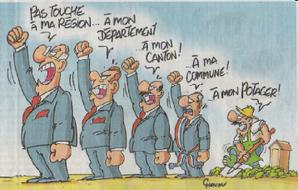 PAS TOUCHE
À MA RÉGION...
...À MON
DÉPARTEMENT
...À MON
CANTON!
...À MA
COMMUNE!
...À MON POTAGER!